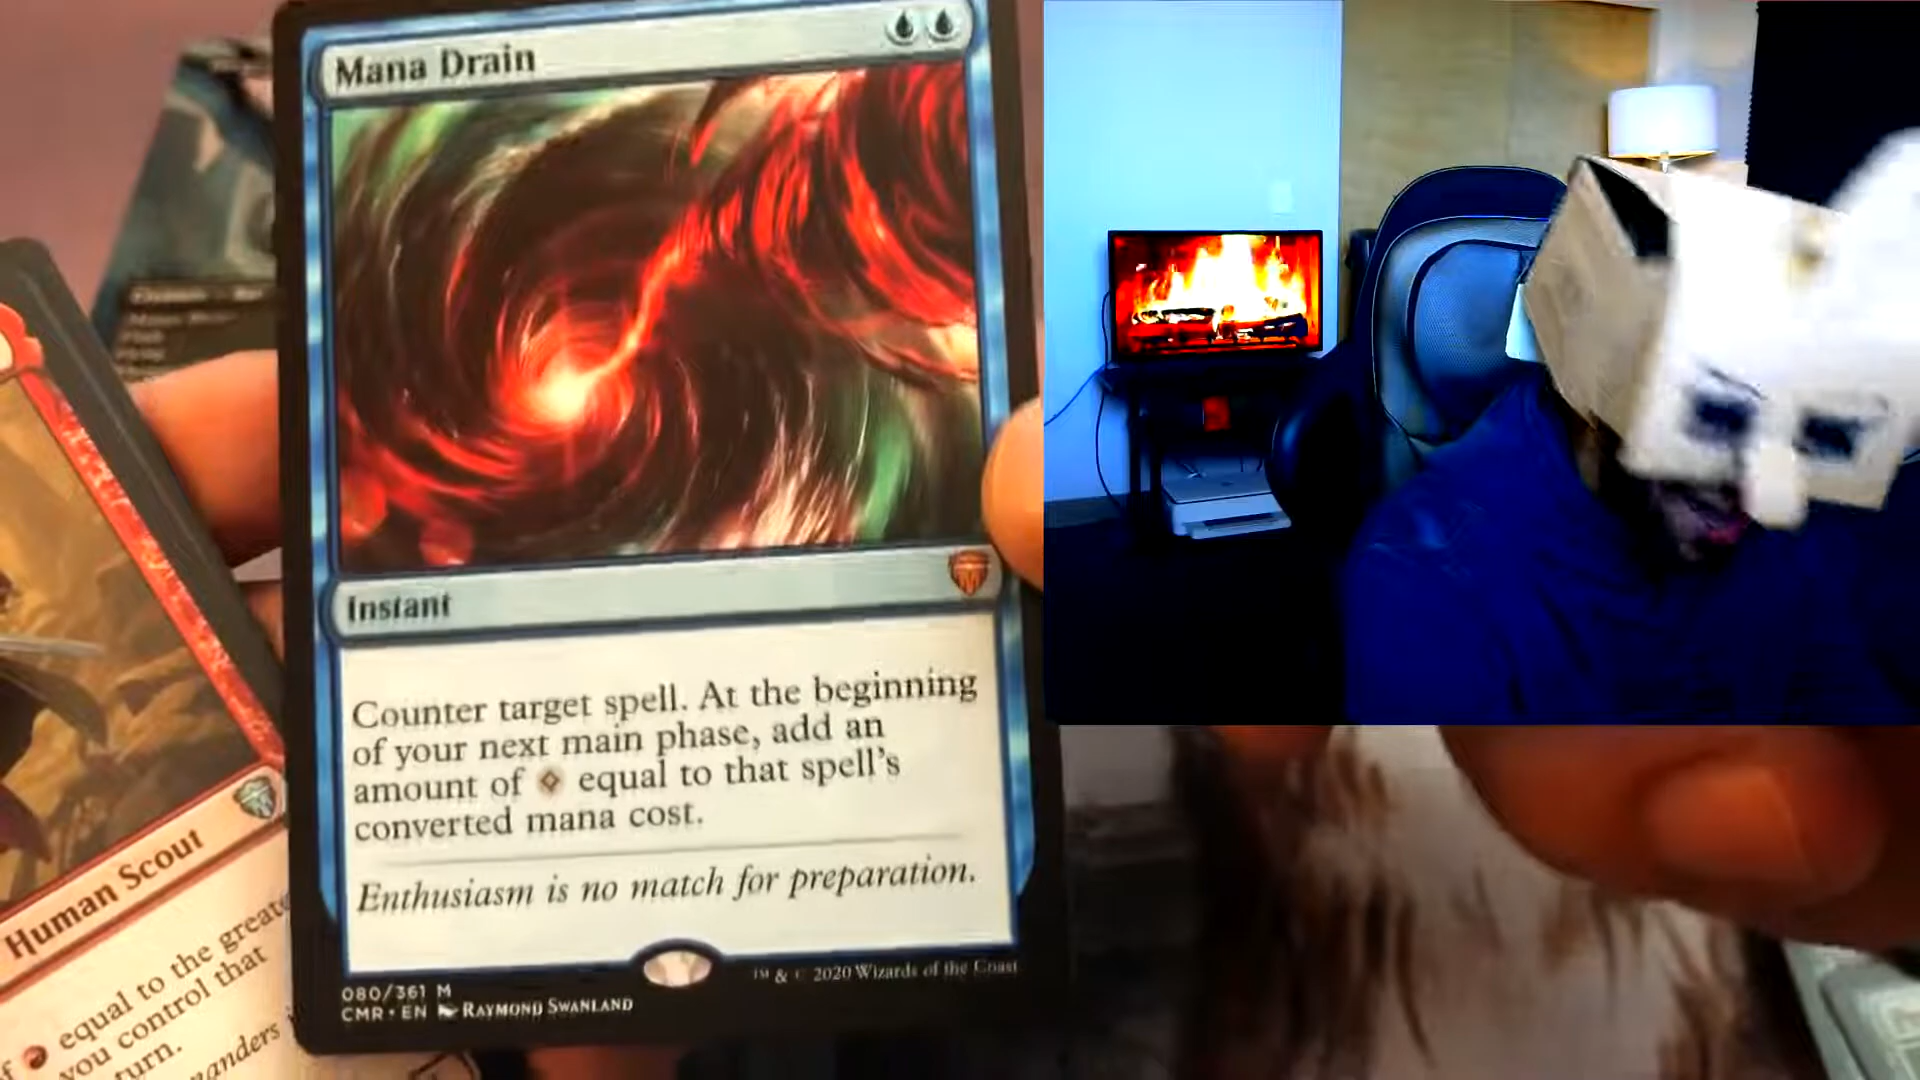 Mana Drain
Instant
Counter target spell. At the beginning
of your next main phase, add an
amount of equal to that spell's
converted mana cost.
Enthusiasm is no match for preparation.
080/361 M
CMR • EN RAYMOND SWANLAND
™ & © 2020 Wizards of the Coast
Human Scout
equal to the greate
you control that
turn.